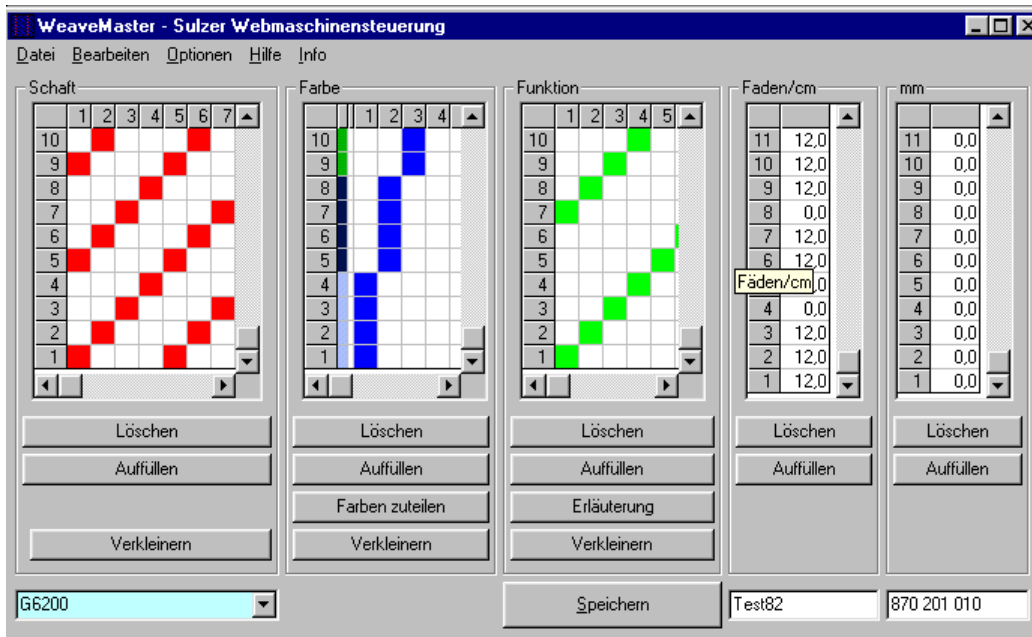 WeaveMaster - Sulzer Webmaschinensteuerung
Datei Bearbeiten Optionen Hilfe Info
Schaft
1 2 3 4 5 6 7
10
9
8
7
6
5
4
3
2
1
Löschen
Auffüllen
Verkleinern
Farbe
1 2 3 4
10
9
8
7
6
5
4
3
2
1
Löschen
Auffüllen
Farben zuteilen
Verkleinern
Funktion
1 2 3 4 5
10
9
8
7
6
5
4
3
2
1
Löschen
Auffüllen
Erläuterung
Verkleinern
Faden/cm
11 12,0
10 12,0
9 12,0
8 0,0
7 12,0
6 12,0
Fäden/cm ,0
4 0,0
3 12,0
2 12,0
1 12,0
Löschen
Auffüllen
mm
11 0,0
10 0,0
9 0,0
8 0,0
7 0,0
6 0,0
5 0,0
4 0,0
3 0,0
2 0,0
1 0,0
Löschen
Auffüllen
G6200
Speichern
Test82
870 201 010